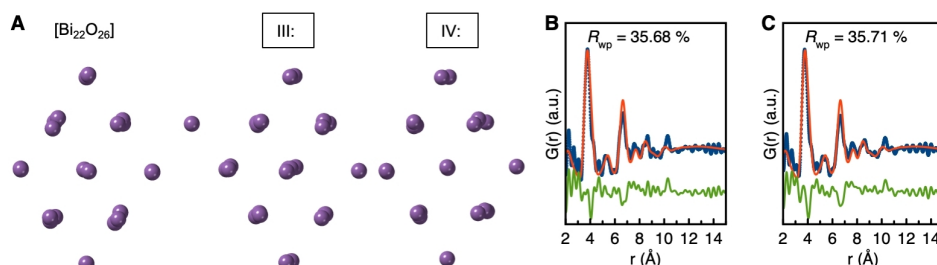 A
[Bi₂₂O₂₆]
III:
IV:
B
Rwp = 35.68 %
G(r) (a.u.)
2 4 6 8 10 12 14
r (Å)
C
Rwp = 35.71 %
G(r) (a.u.)
2 4 6 8 10 12 14
r (Å)